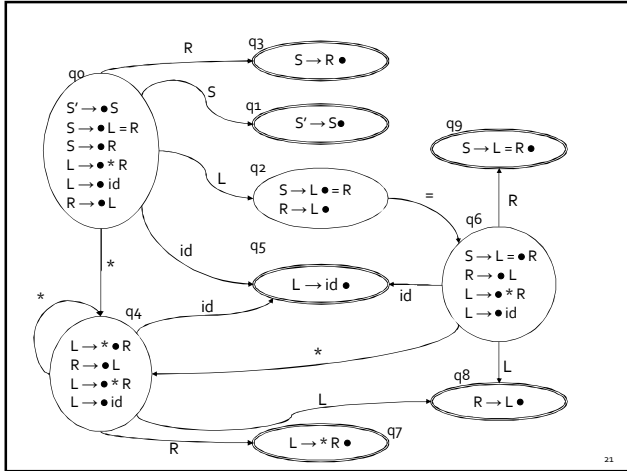 R
q3
S → R ●
q0
S' → ● S
S → ● L = R
S → ● R
L → ● * R
L → ● id
R → ● L
S
q1
S' → S●
q9
S → L = R ●
L
q2
S → L ● = R
R → L ●
=
R
q6
S → L = ● R
R → ● L
L → ● * R
L → ● id
id
q5
L → id ●
id
*
*
q4
id
L → * ● R
R → ● L
L → ● * R
L → ● id
*
L
L
q8
R → L ●
R
q7
L → * R ●
21